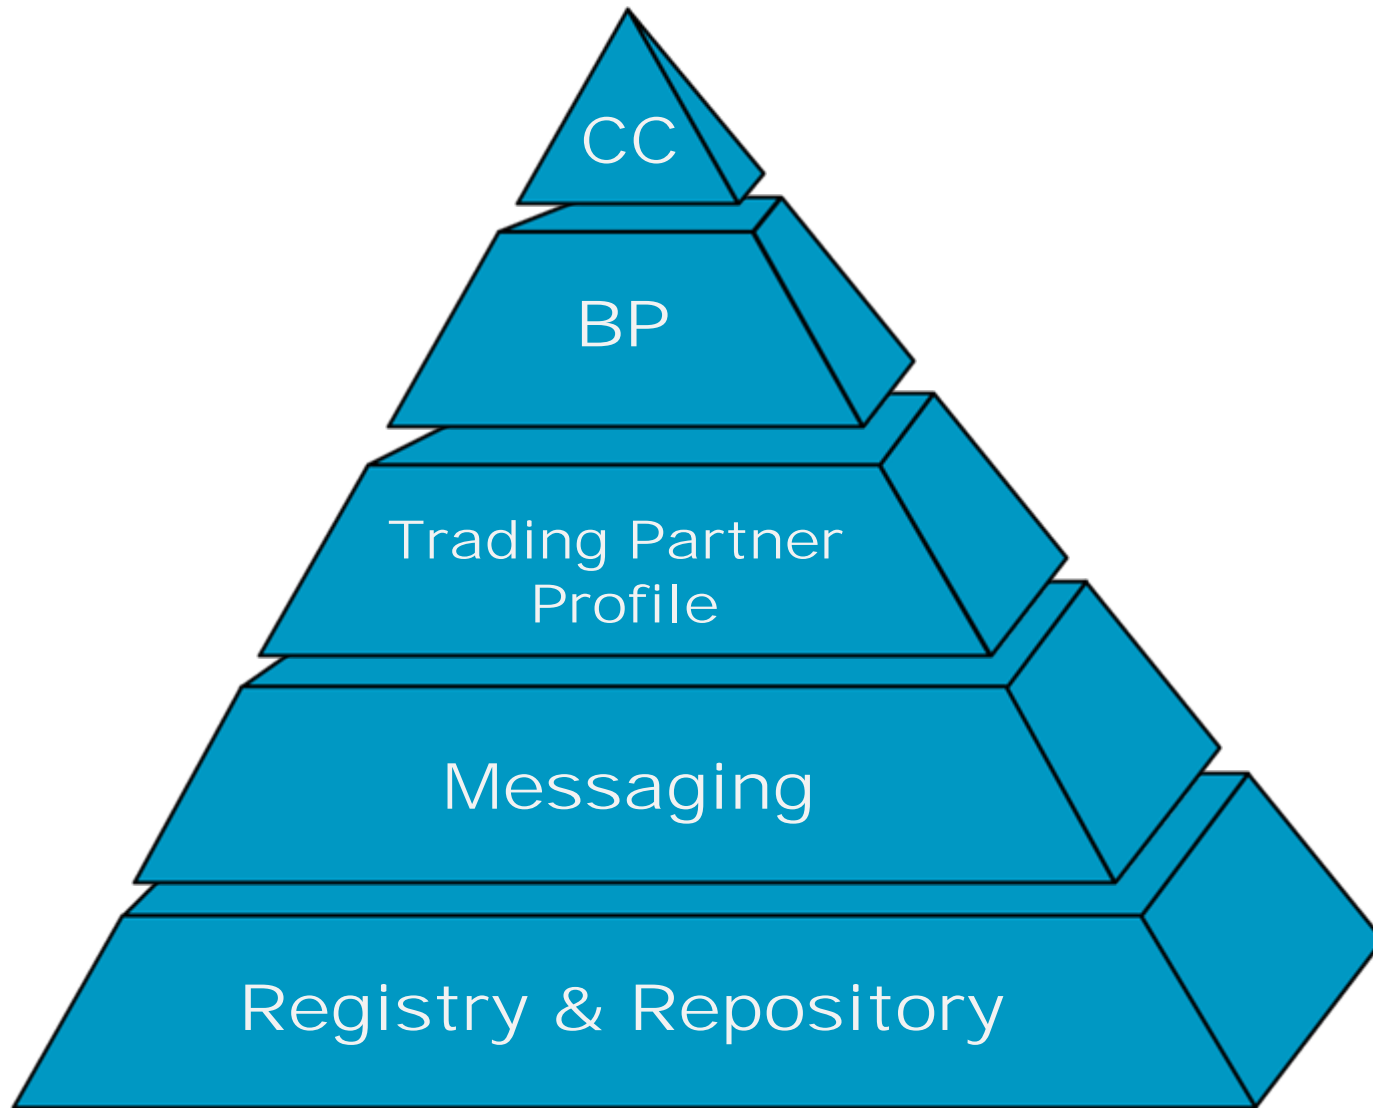 CC
BP
Trading Partner
Profile
Messaging
Registry & Repository